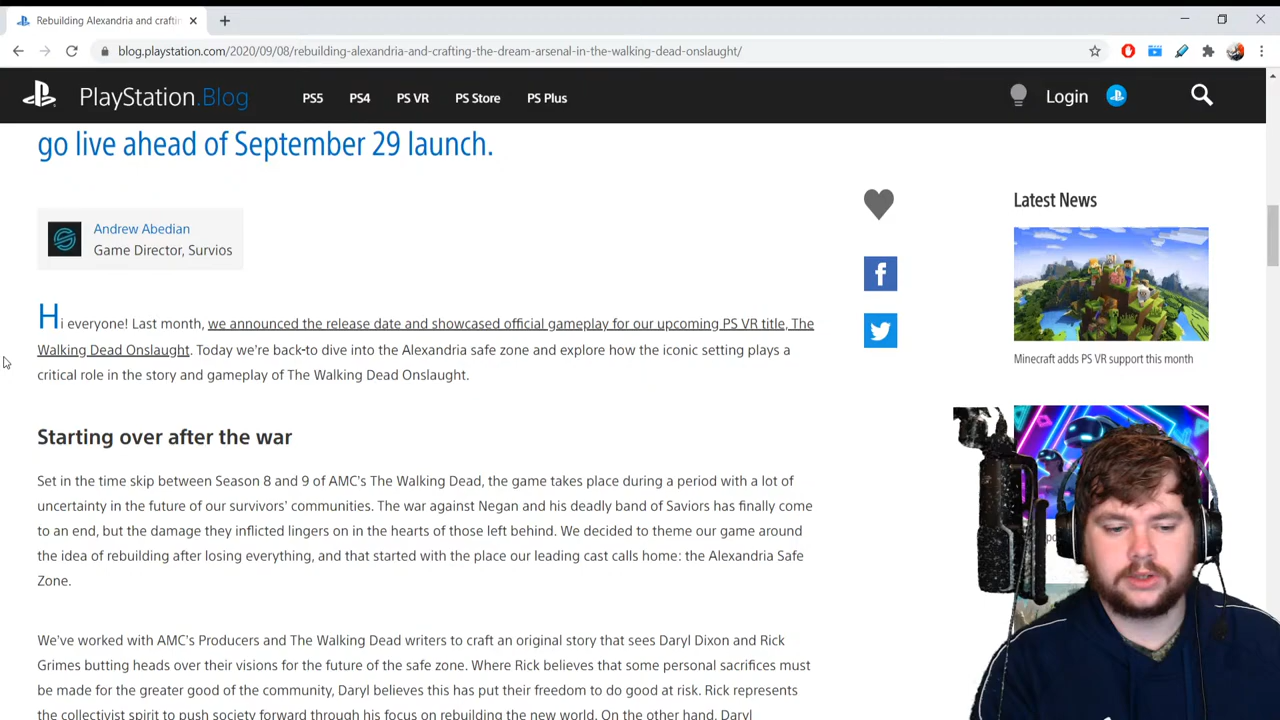 Rebuilding Alexandria and craftin
blog.playstation.com/2020/09/08/rebuilding-alexandria-and-crafting-the-dream-arsenal-in-the-walking-dead-onslaught/
PlayStation.Blog
PS5
PS4
PS VR
PS Store
PS Plus
Login
go live ahead of September 29 launch.
Andrew Abedian
Game Director, Survios
Hi everyone! Last month, we announced the release date and showcased official gameplay for our upcoming PS VR title, The
Walking Dead Onslaught. Today we're back to dive into the Alexandria safe zone and explore how the iconic setting plays a
critical role in the story and gameplay of The Walking Dead Onslaught.
Starting over after the war
Set in the time skip between Season 8 and 9 of AMC's The Walking Dead, the game takes place during a period with a lot of
uncertainty in the future of our survivors' communities. The war against Negan and his deadly band of Saviors has finally come
to an end, but the damage they inflicted lingers on in the hearts of those left behind. We decided to theme our game around
the idea of rebuilding after losing everything, and that started with the place our leading cast calls home: the Alexandria Safe
Zone.
We've worked with AMC's Producers and The Walking Dead writers to craft an original story that sees Daryl Dixon and Rick
Grimes butting heads over their visions for the future of the safe zone. Where Rick believes that some personal sacrifices must
be made for the greater good of the community, Daryl believes this has put their freedom to do good at risk. Rick represents
the collectivist spirit to push society forward through his focus on rebuilding the new world. On the other hand, Daryl
Latest News
Minecraft adds PS VR support this month